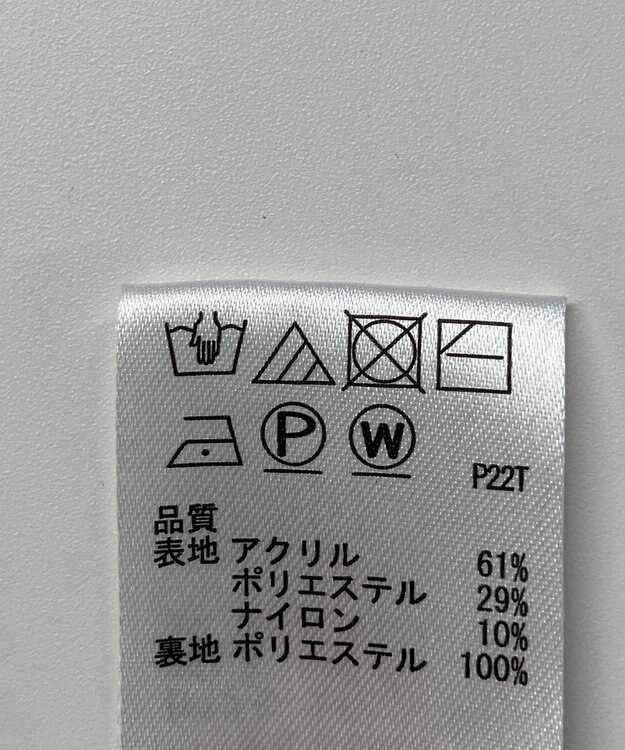 P W
P22T
品質
表地 アクリル 61%
ポリエステル 29%
ナイロン 10%
裏地 ポリエステル 100%